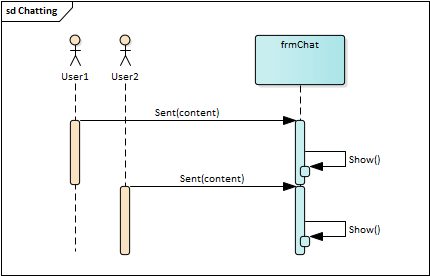 sd Chatting
User1
User2
frmChat
Sent(content)
Show()
Sent(content)
Show()